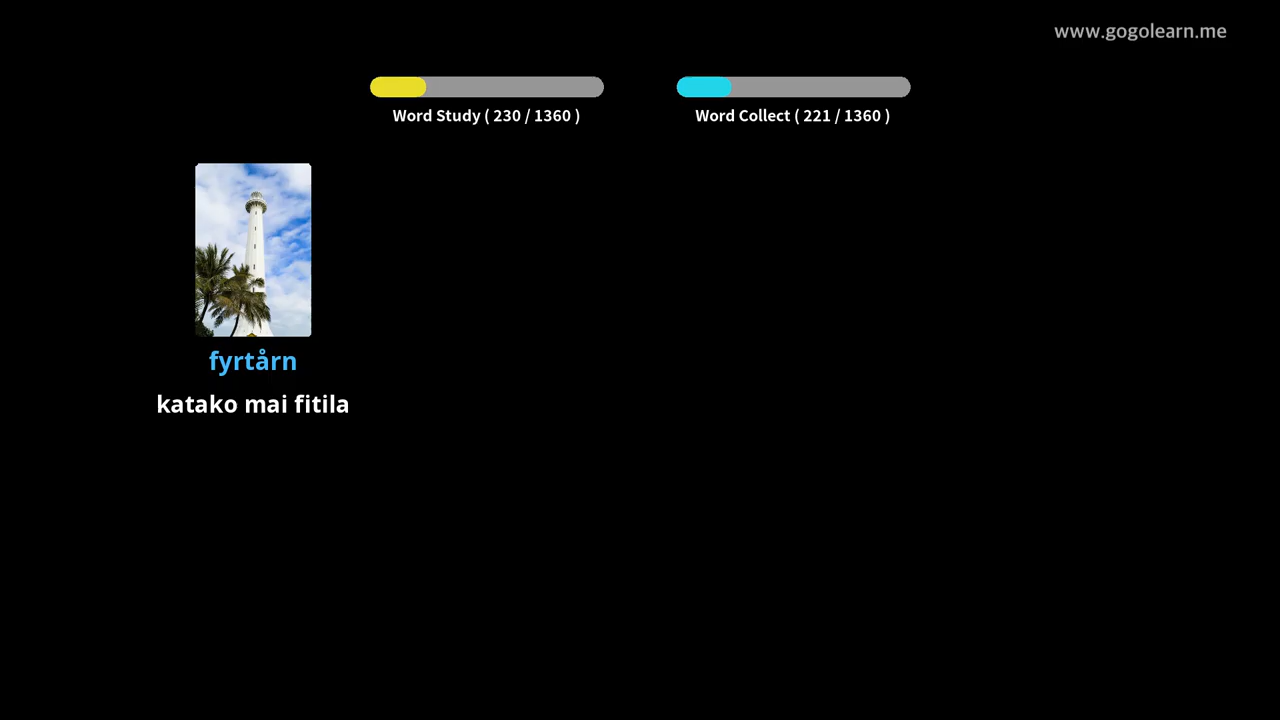 www.gogolearn.me
Word Study ( 230 / 1360 )
Word Collect ( 221 / 1360 )
fyrtårn
katako mai fitila